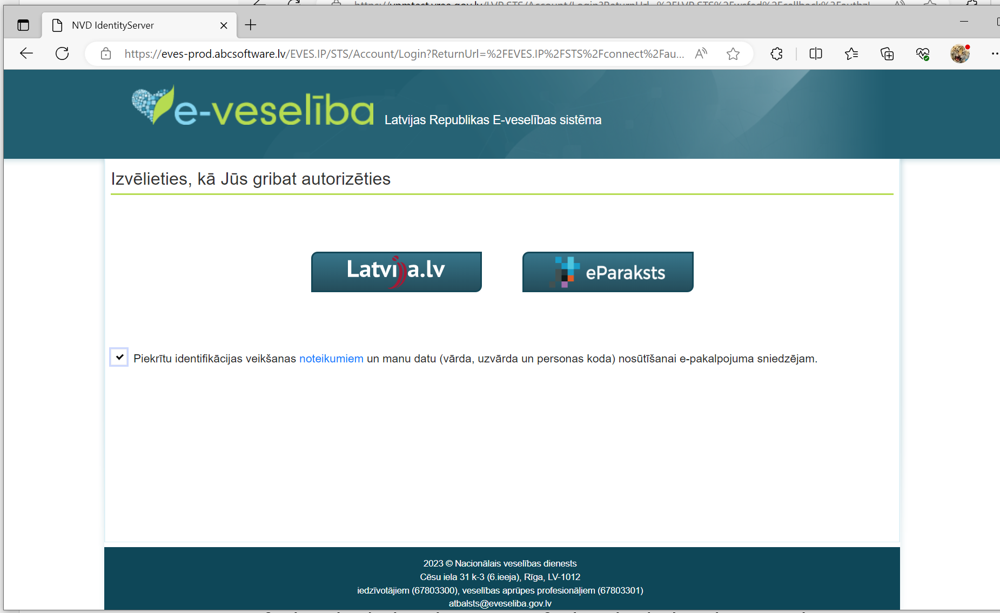 NVD IdentityServer
https://eves-prod.abcsoftware.lv/EVES.IP/STS/Account/Login?ReturnUrl=%2FEVES.IP%2FSTS%2Fconnect%2Fau...
e-veselība
Latvijas Republikas E-veselības sistēma
Izvēlieties, kā Jūs gribat autorizēties
Latvija.lv
eParaksts
Piekrītu identifikācijas veikšanas noteikumiem un manu datu (vārda, uzvārda un personas koda) nosūtīšanai e-pakalpojuma sniedzējam.
2023 © Nacionālais veselības dienests
Cēsu iela 31 k-3 (6.ieeja), Rīga, LV-1012
iedzīvotājiem (67803300), veselības aprūpes profesionāļiem (67803301)
atbalsts@eveseliba.gov.lv